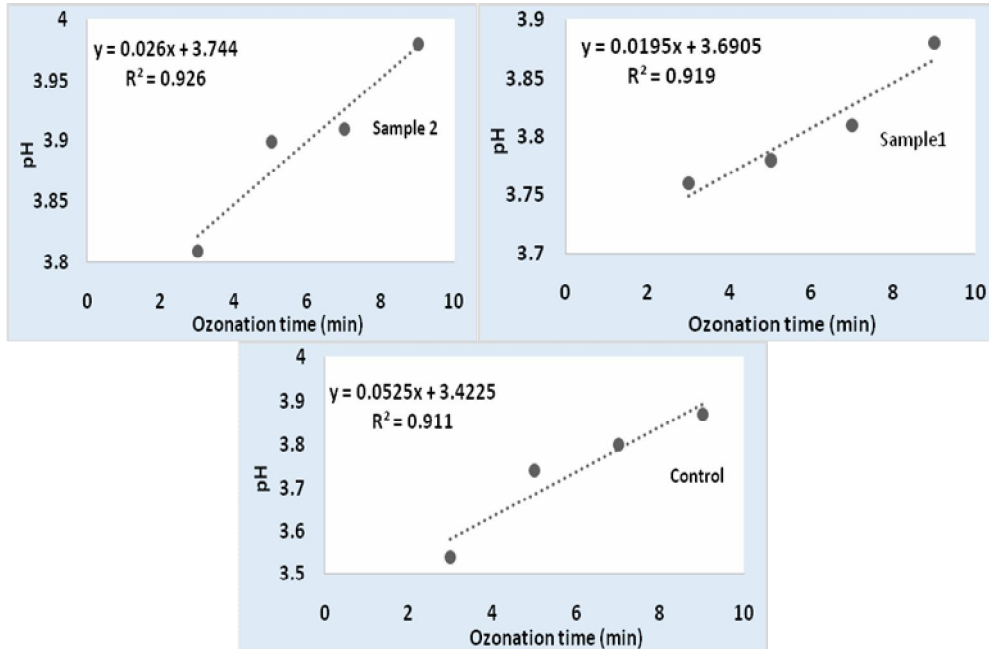 4
y = 0.026x + 3.744
R² = 0.926
3.95
3.9
pH
Sample 2
3.85
3.8
0 2 4 6 8 10
Ozonation time (min)
3.9
y = 0.0195x + 3.6905
R² = 0.919
3.85
3.8
pH
Sample1
3.75
3.7
0 2 4 6 8 10
Ozonation time (min)
4
y = 0.0525x + 3.4225
R² = 0.911
3.9
3.8
pH
Control
3.7
3.6
3.5
0 2 4 6 8 10
Ozonation time (min)